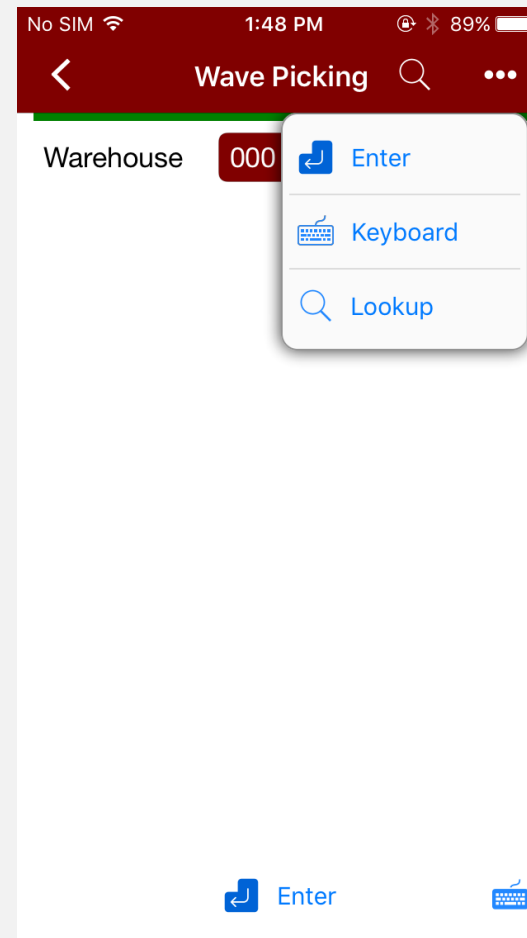 No SIM 1:48 PM 89%
Wave Picking
Warehouse 000
Enter
Keyboard
Lookup
Enter